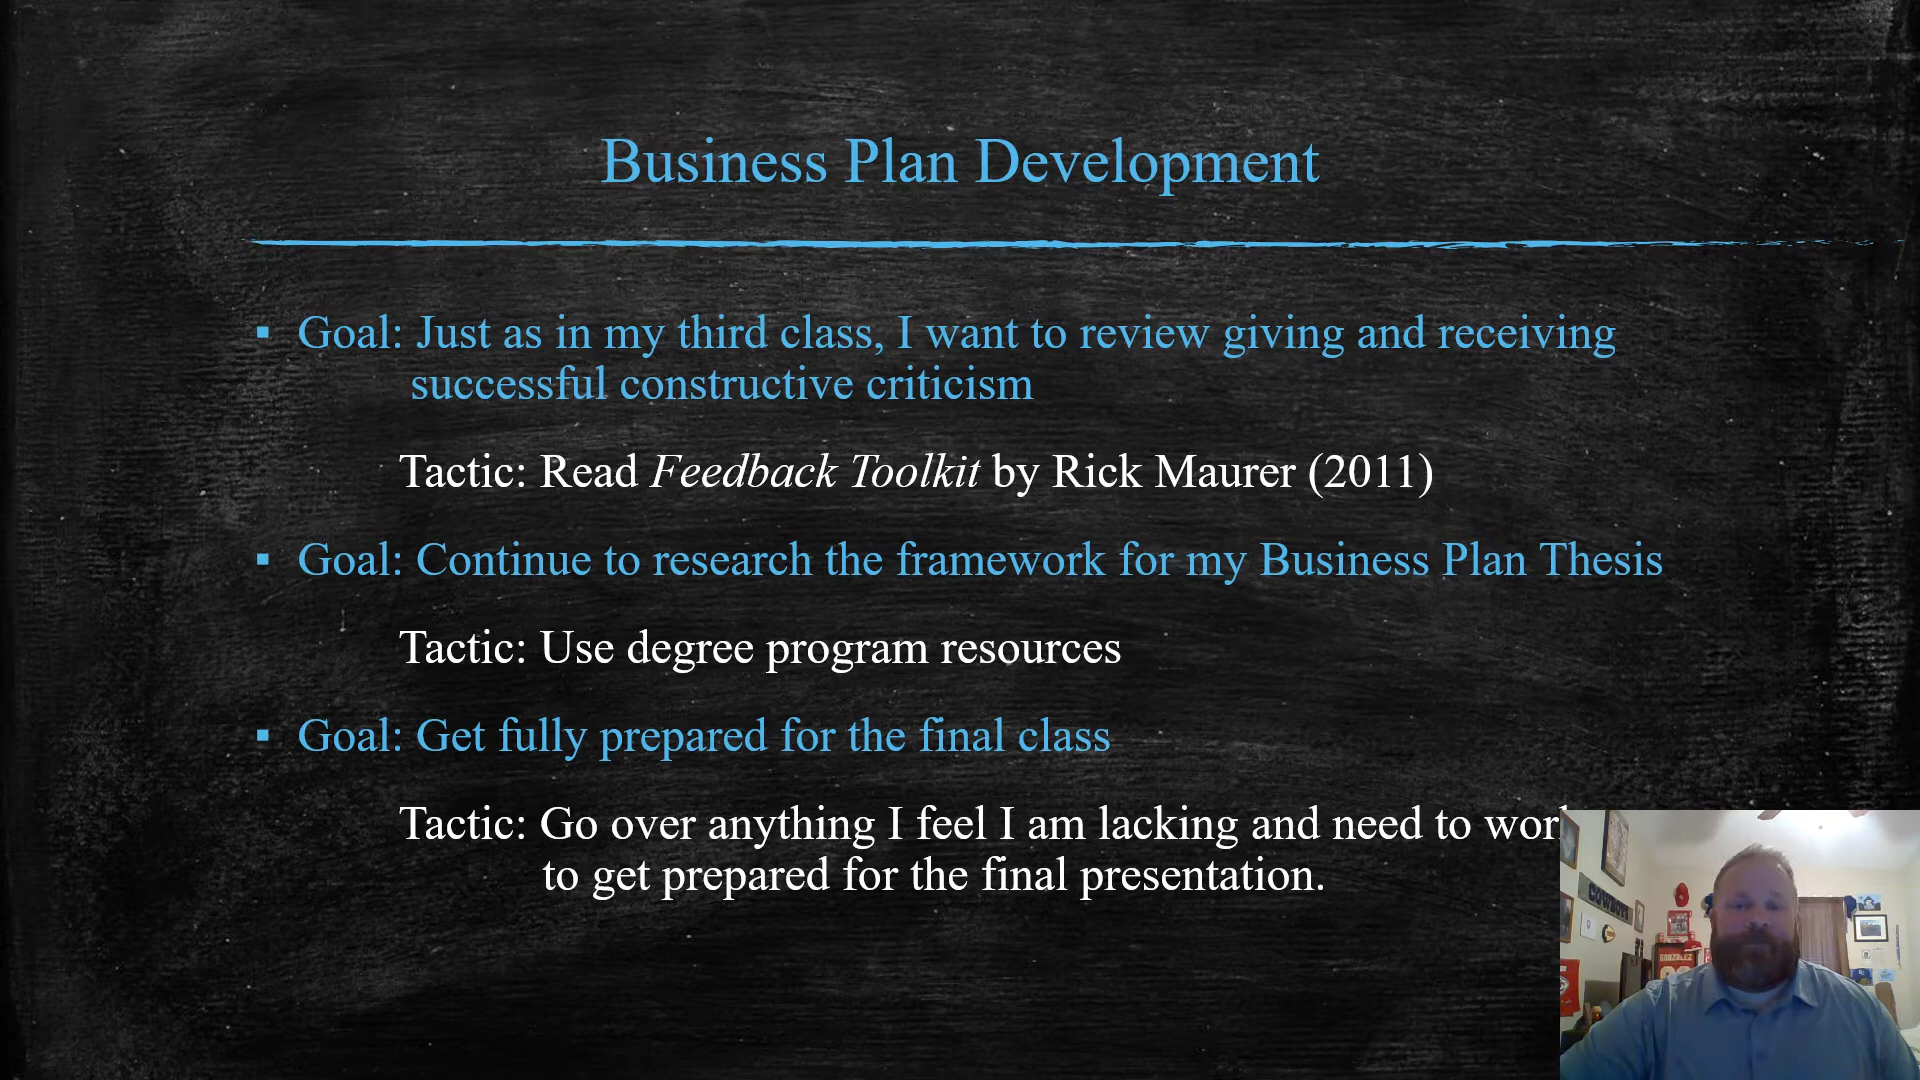 Business Plan Development
▪ Goal: Just as in my third class, I want to review giving and receiving
successful constructive criticism
Tactic: Read Feedback Toolkit by Rick Maurer (2011)
▪ Goal: Continue to research the framework for my Business Plan Thesis
Tactic: Use degree program resources
▪ Goal: Get fully prepared for the final class
Tactic: Go over anything I feel I am lacking and need to
to get prepared for the final presentation.
COWBOYS
GONZALEZ